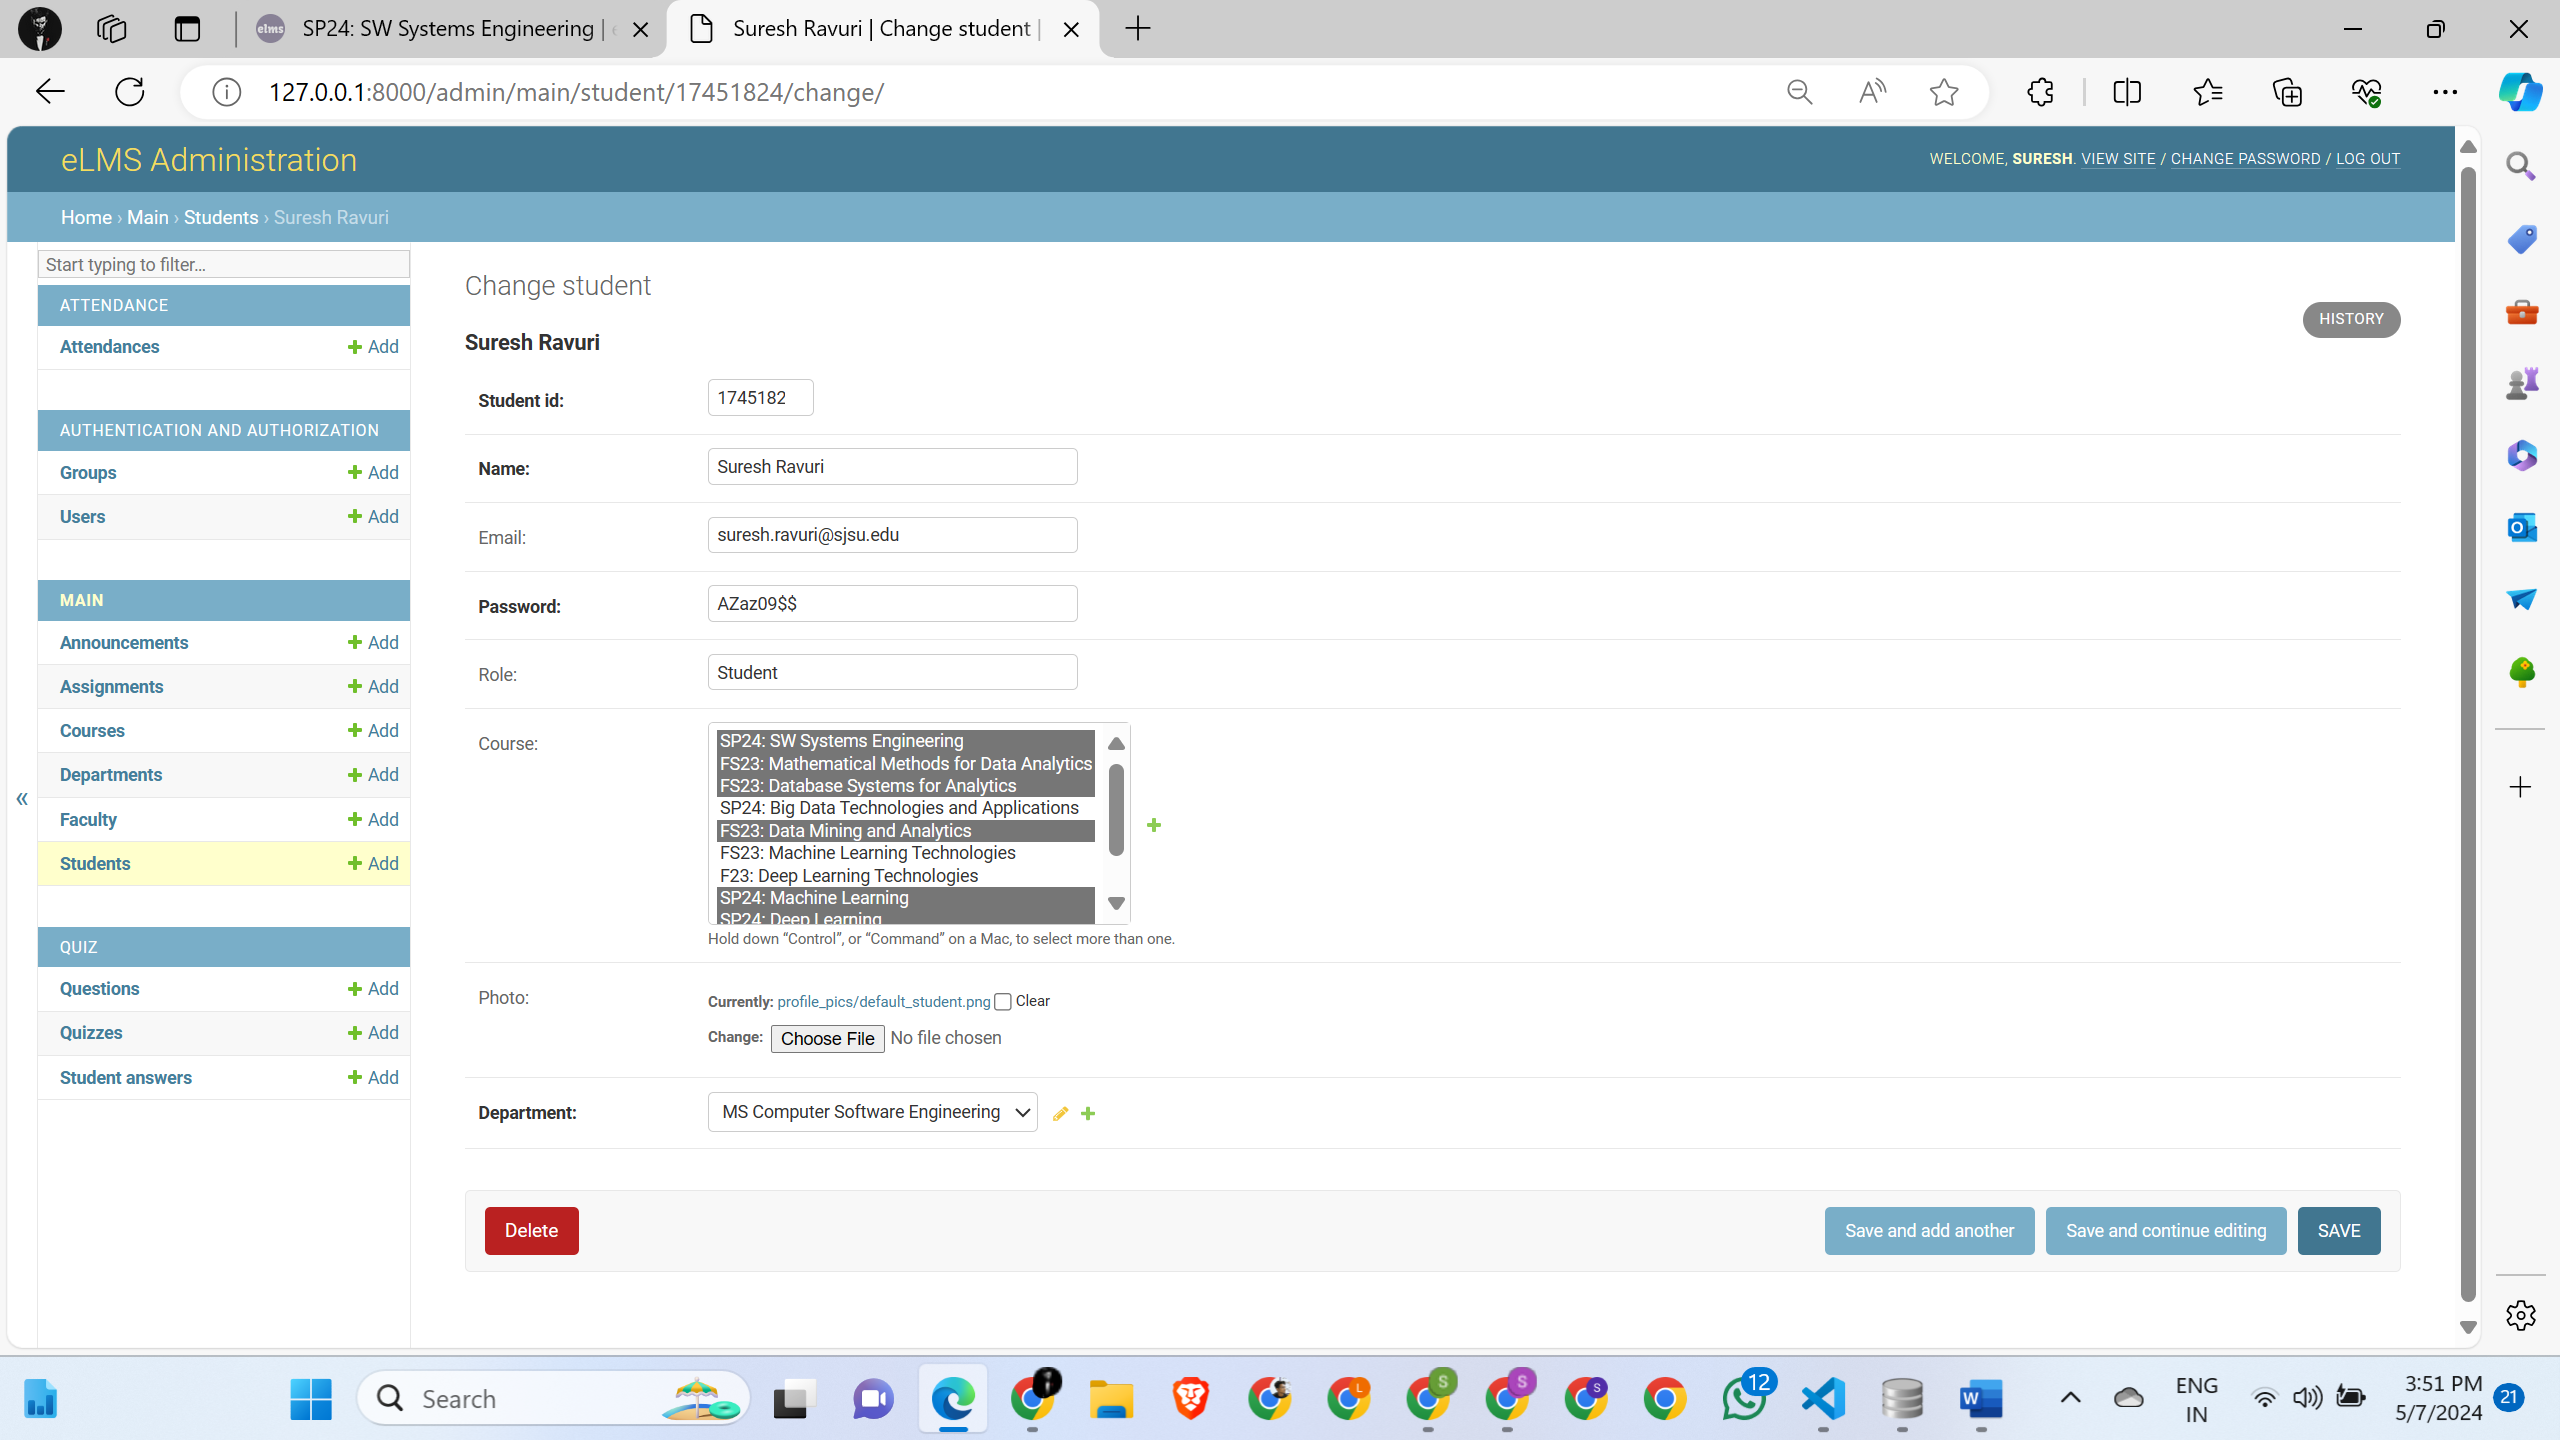 SP24: SW Systems Engineering |
Suresh Ravuri | Change student |
127.0.0.1:8000/admin/main/student/17451824/change/
eLMS Administration
WELCOME, SURESH. VIEW SITE / CHANGE PASSWORD / LOG OUT
Home › Main › Students › Suresh Ravuri
Start typing to filter...
ATTENDANCE
Attendances Add
AUTHENTICATION AND AUTHORIZATION
Groups Add
Users Add
MAIN
Announcements Add
Assignments Add
Courses Add
Departments Add
Faculty Add
Students Add
QUIZ
Questions Add
Quizzes Add
Student answers Add
«
Change student
HISTORY
Suresh Ravuri
Student id: 1745182
Name: Suresh Ravuri
Email: suresh.ravuri@sjsu.edu
Password: AZaz09$$
Role: Student
Course:
SP24: SW Systems Engineering
FS23: Mathematical Methods for Data Analytics
FS23: Database Systems for Analytics
SP24: Big Data Technologies and Applications
FS23: Data Mining and Analytics
FS23: Machine Learning Technologies
F23: Deep Learning Technologies
SP24: Machine Learning
SP24: Deep Learning
Hold down “Control”, or “Command” on a Mac, to select more than one.
Photo:
Currently: profile_pics/default_student.png Clear
Change: Choose File No file chosen
Department: MS Computer Software Engineering
Delete
Save and add another
Save and continue editing
SAVE
Search
12
ENG
IN
3:51 PM
5/7/2024
21